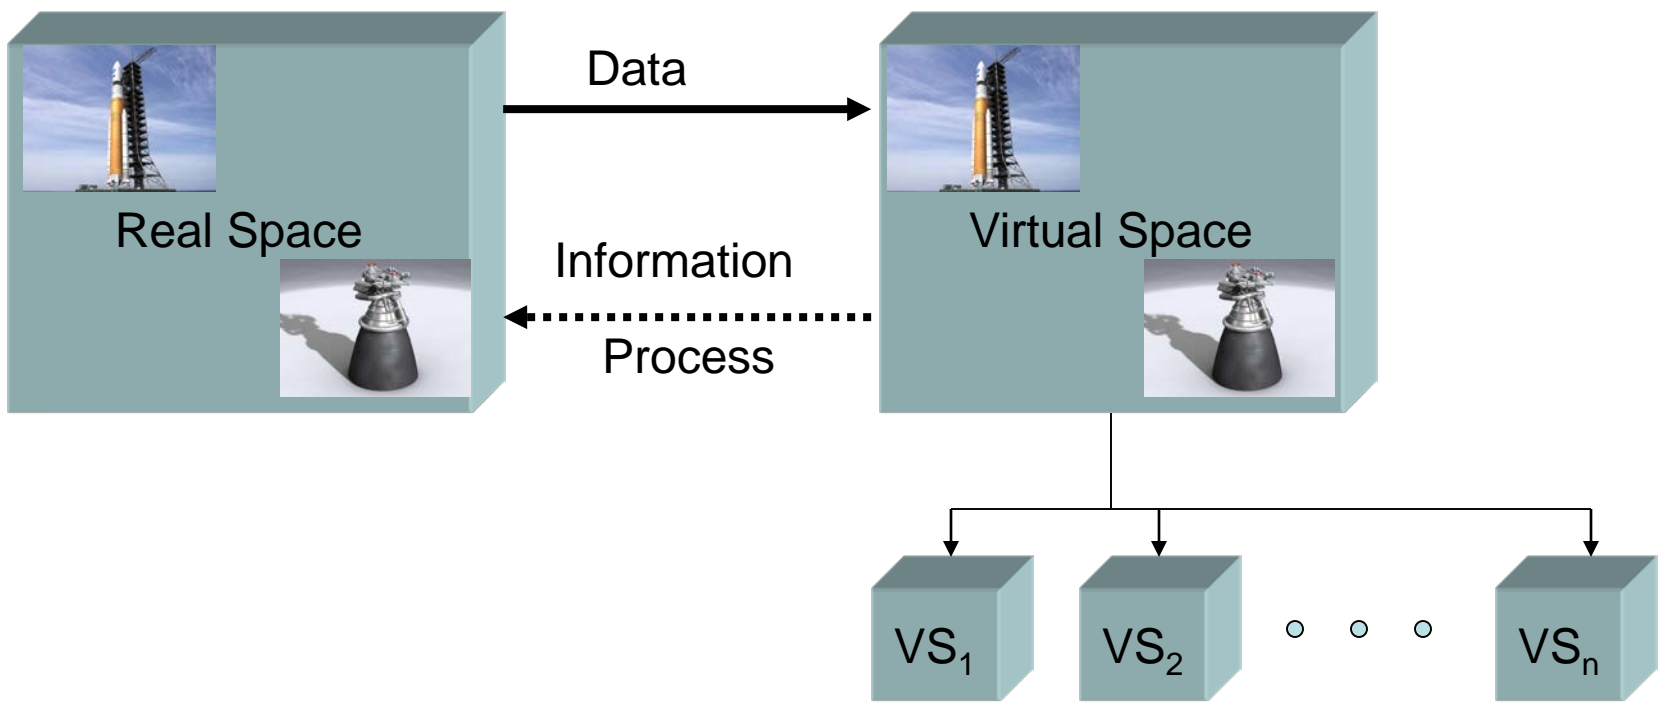 Data
Real Space
Virtual Space
Information
Process
VS₁
VS₂
VSₙ